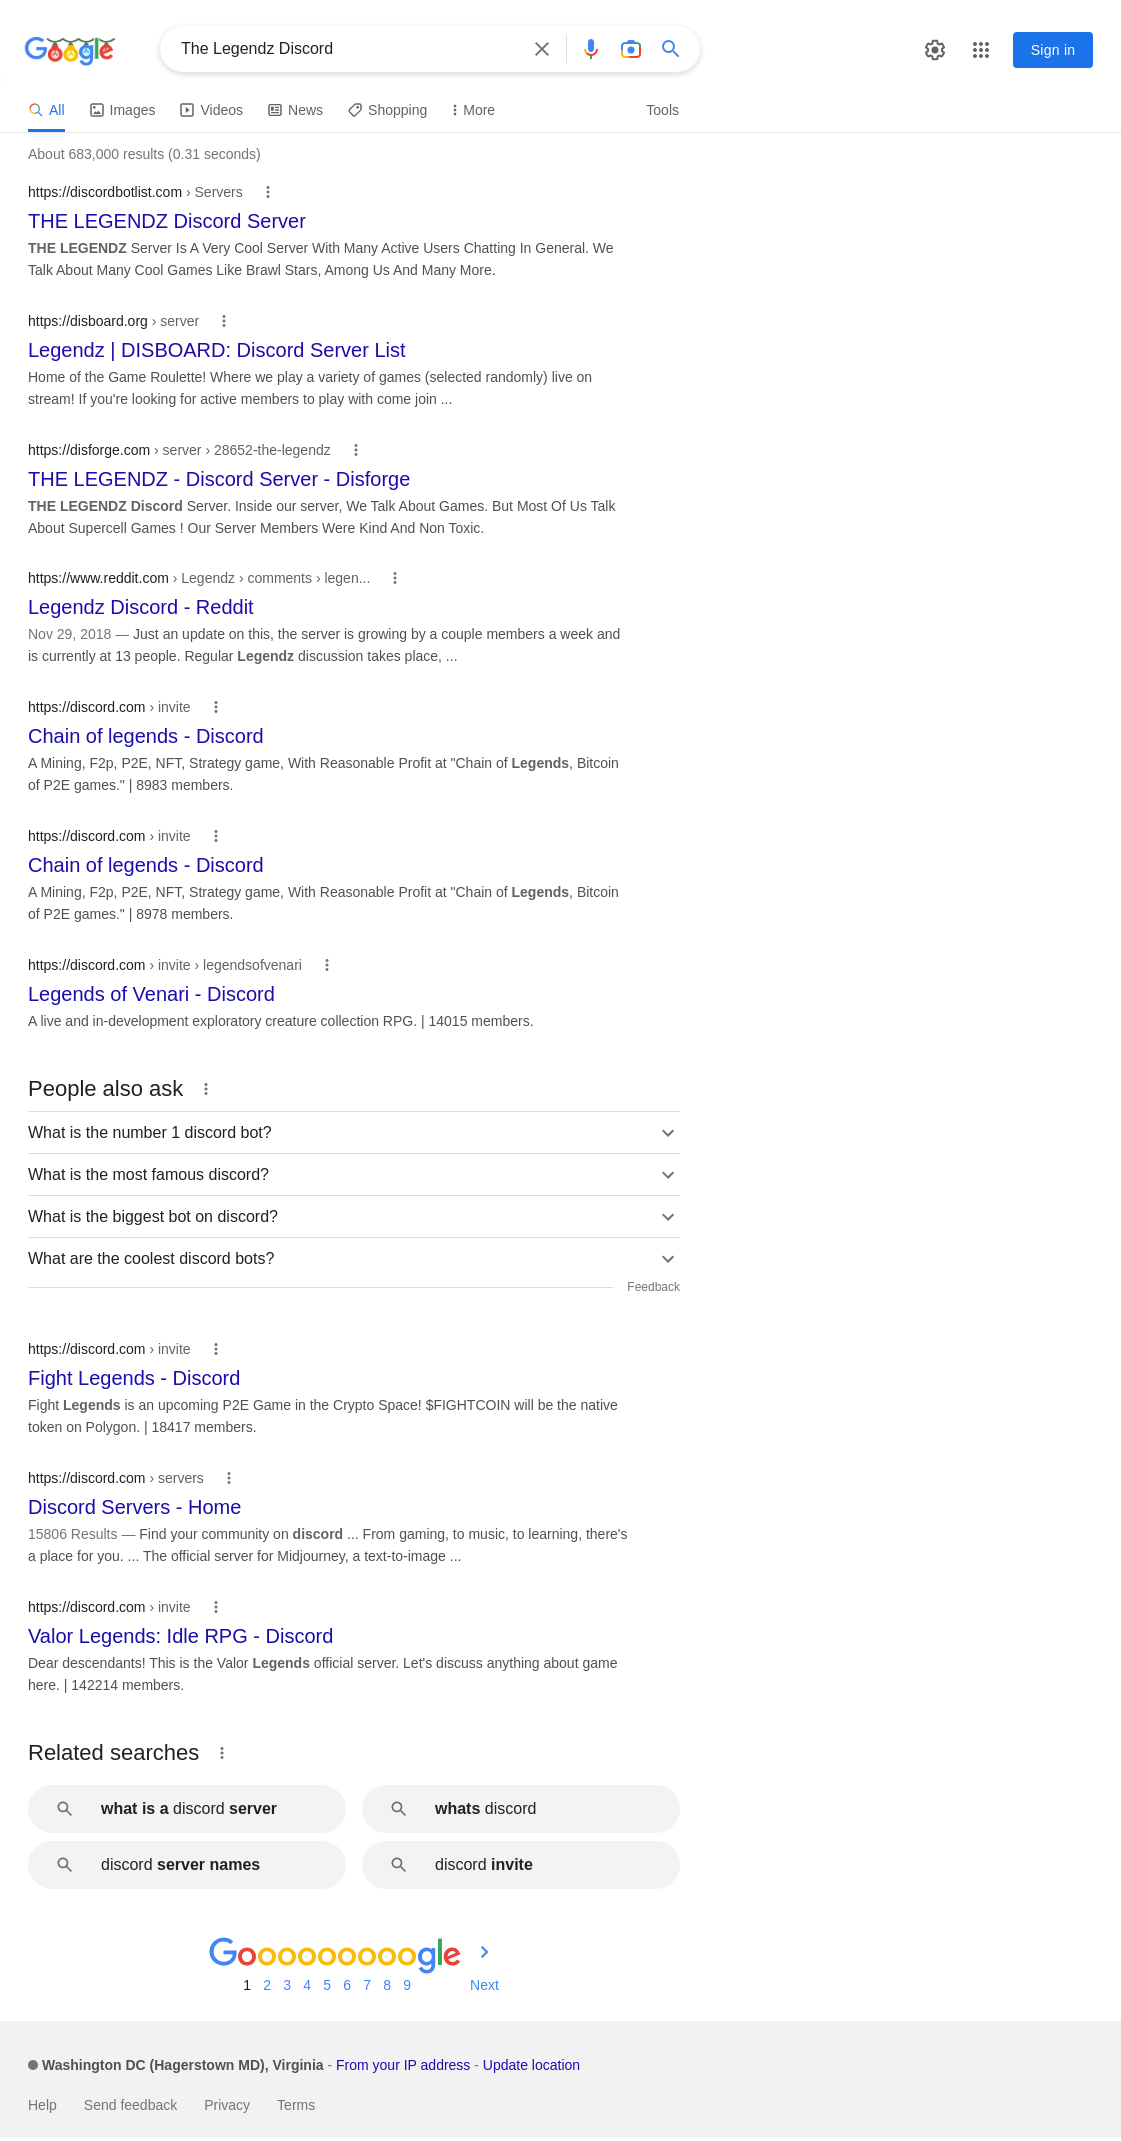 Google
The Legendz Discord
Sign in
All Images Videos News Shopping More Tools
About 683,000 results (0.31 seconds)
https://discordbotlist.com › Servers
THE LEGENDZ Discord Server
THE LEGENDZ Server Is A Very Cool Server With Many Active Users Chatting In General. We
Talk About Many Cool Games Like Brawl Stars, Among Us And Many More.
https://disboard.org › server
Legendz | DISBOARD: Discord Server List
Home of the Game Roulette! Where we play a variety of games (selected randomly) live on
stream! If you're looking for active members to play with come join ...
https://disforge.com › server › 28652-the-legendz
THE LEGENDZ - Discord Server - Disforge
THE LEGENDZ Discord Server. Inside our server, We Talk About Games. But Most Of Us Talk
About Supercell Games ! Our Server Members Were Kind And Non Toxic.
https://www.reddit.com › Legendz › comments › legen...
Legendz Discord - Reddit
Nov 29, 2018 — Just an update on this, the server is growing by a couple members a week and
is currently at 13 people. Regular Legendz discussion takes place, ...
https://discord.com › invite
Chain of legends - Discord
A Mining, F2p, P2E, NFT, Strategy game, With Reasonable Profit at "Chain of Legends, Bitcoin
of P2E games." | 8983 members.
https://discord.com › invite
Chain of legends - Discord
A Mining, F2p, P2E, NFT, Strategy game, With Reasonable Profit at "Chain of Legends, Bitcoin
of P2E games." | 8978 members.
https://discord.com › invite › legendsofvenari
Legends of Venari - Discord
A live and in-development exploratory creature collection RPG. | 14015 members.
People also ask
What is the number 1 discord bot?
What is the most famous discord?
What is the biggest bot on discord?
What are the coolest discord bots?
Feedback
https://discord.com › invite
Fight Legends - Discord
Fight Legends is an upcoming P2E Game in the Crypto Space! $FIGHTCOIN will be the native
token on Polygon. | 18417 members.
https://discord.com › servers
Discord Servers - Home
15806 Results — Find your community on discord ... From gaming, to music, to learning, there's
a place for you. ... The official server for Midjourney, a text-to-image ...
https://discord.com › invite
Valor Legends: Idle RPG - Discord
Dear descendants! This is the Valor Legends official server. Let's discuss anything about game
here. | 142214 members.
Related searches
what is a discord server whats discord
discord server names discord invite
Gooooooooogle
1 2 3 4 5 6 7 8 9 Next
Washington DC (Hagerstown MD), Virginia - From your IP address - Update location
Help Send feedback Privacy Terms